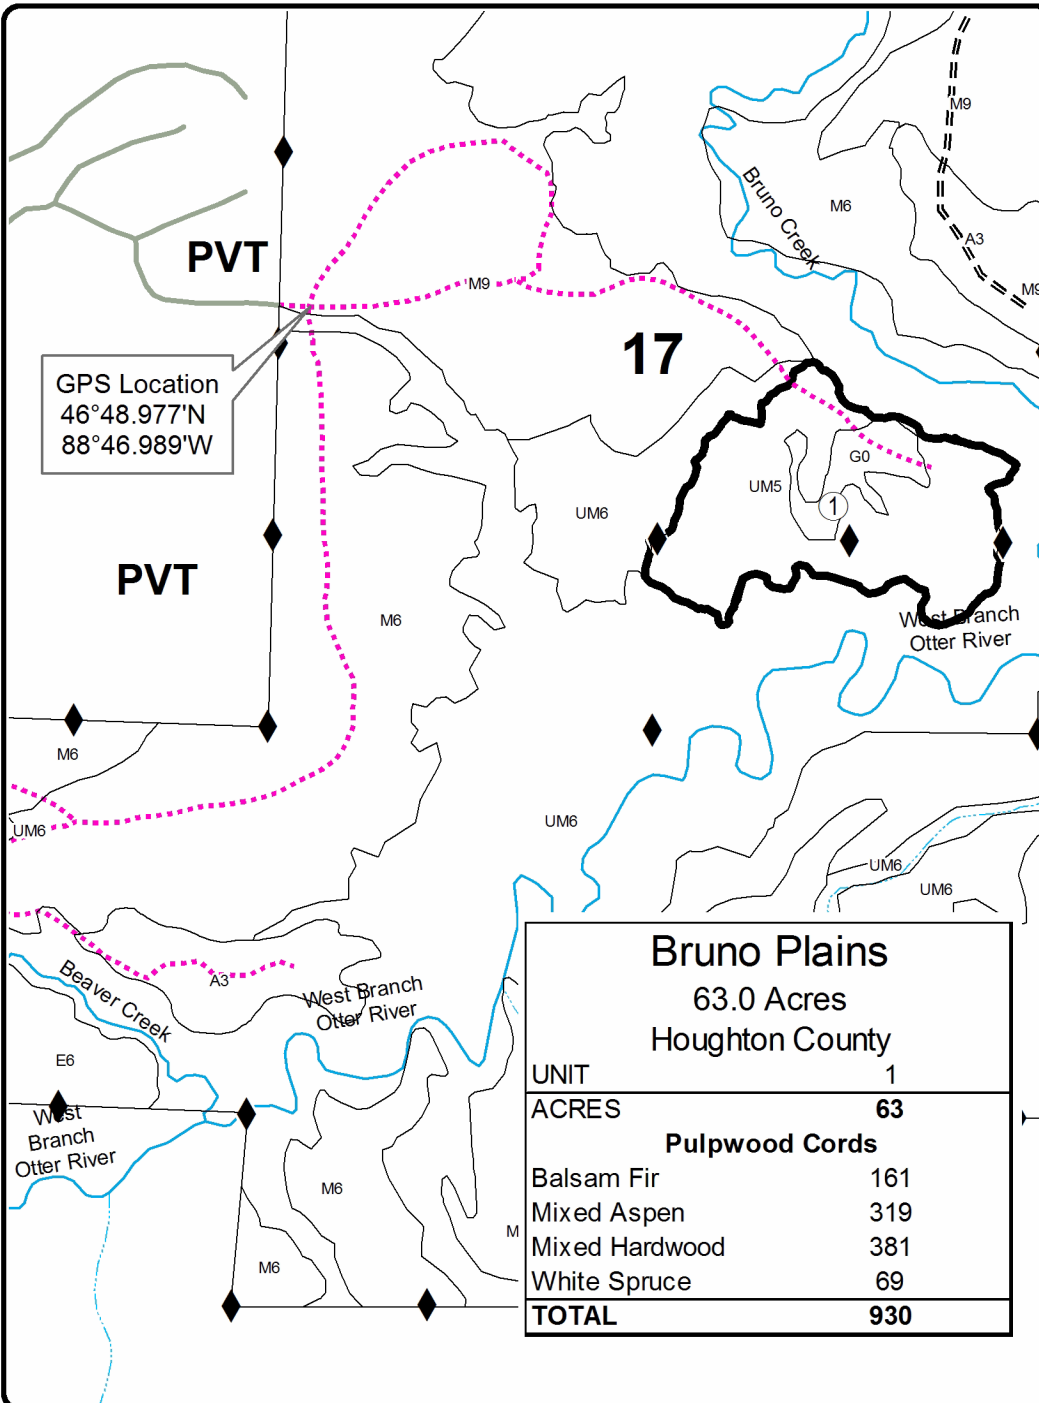 M9
Bruno Creek
M6
A3
PVT
M9
M9
17
GPS Location
46°48.977'N
88°46.989'W
G0
UM5
1
UM6
PVT
M6
West Branch
Otter River
M6
UM6
UM6
UM6
UM6
Beaver Creek
A3
West Branch
Otter River
E6
West
Branch
Otter River
M6
M
M6
Bruno Plains
63.0 Acres
Houghton County
UNIT 1
ACRES 63
Pulpwood Cords
Balsam Fir 161
Mixed Aspen 319
Mixed Hardwood 381
White Spruce 69
TOTAL 930